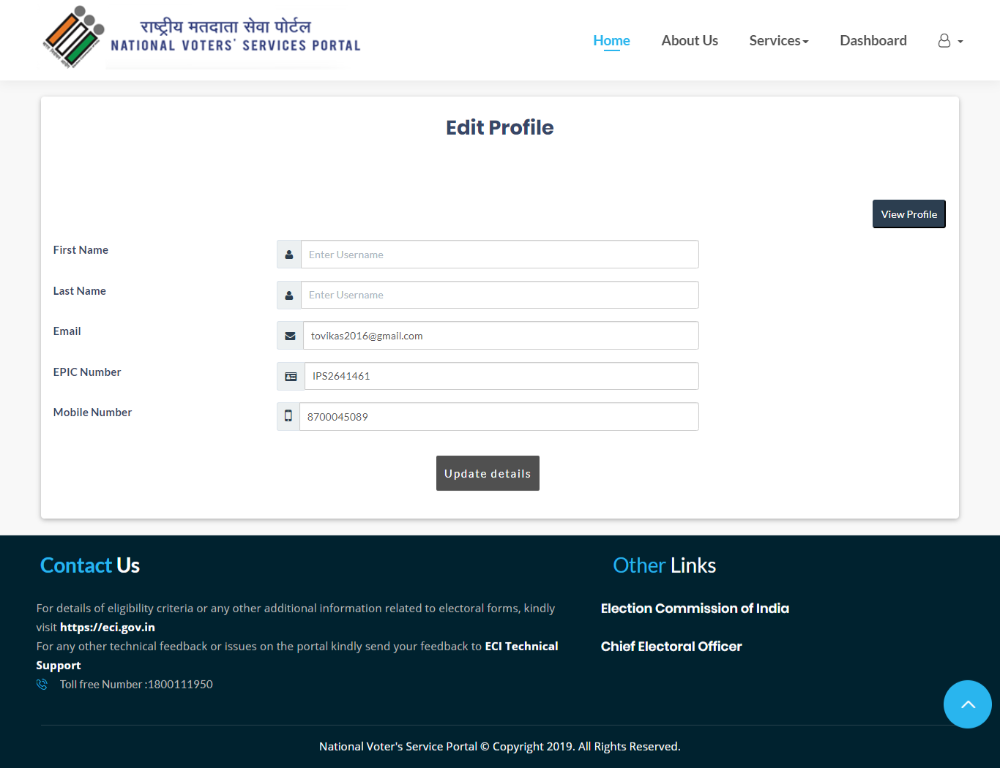 राष्ट्रीय मतदाता सेवा पोर्टल
NATIONAL VOTERS' SERVICES PORTAL
Home About Us Services Dashboard
Edit Profile
View Profile
First Name Enter Username
Last Name Enter Username
Email tovikas2016@gmail.com
EPIC Number IPS2641461
Mobile Number 8700045089
Update details
Contact Us
For details of eligibility criteria or any other additional information related to electoral forms, kindly
visit https://eci.gov.in
For any other technical feedback or issues on the portal kindly send your feedback to ECI Technical
Support
Toll free Number :1800111950
Other Links
Election Commission of India
Chief Electoral Officer
National Voter's Service Portal © Copyright 2019. All Rights Reserved.